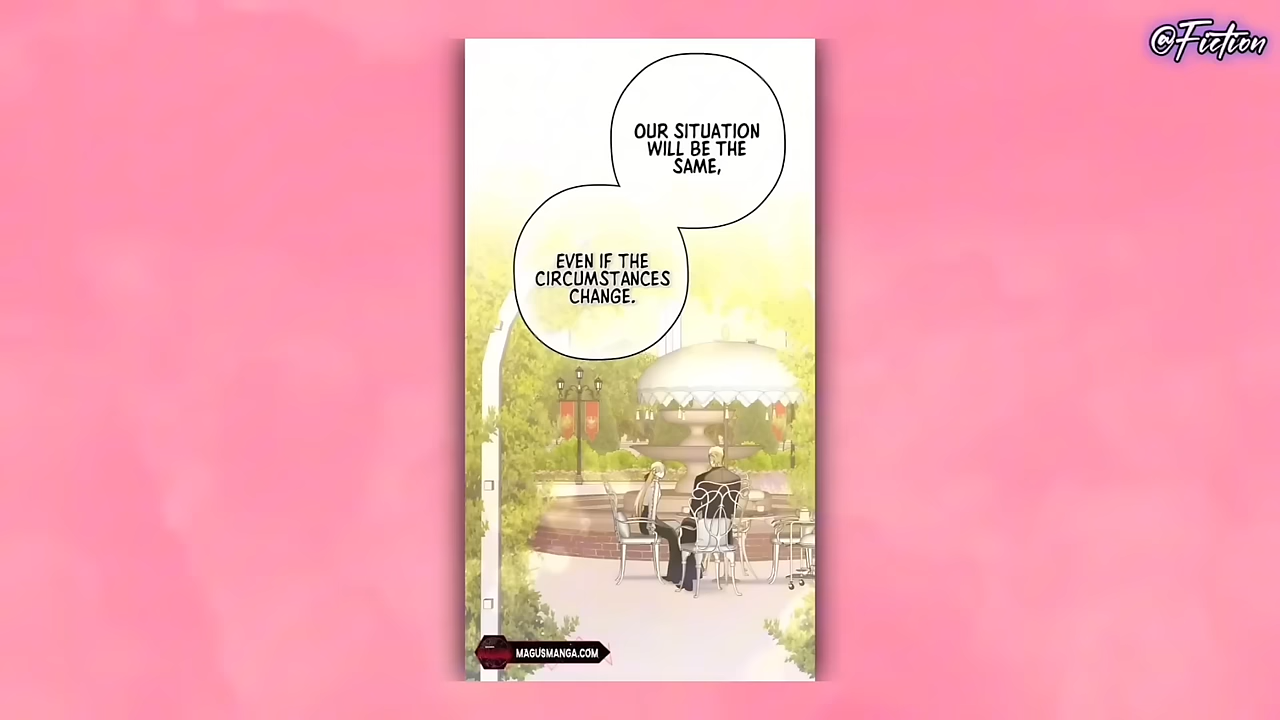 @Fiction
OUR SITUATION
WILL BE THE
SAME,
EVEN IF THE
CIRCUMSTANCES
CHANGE.
MAGUSMANGA.COM